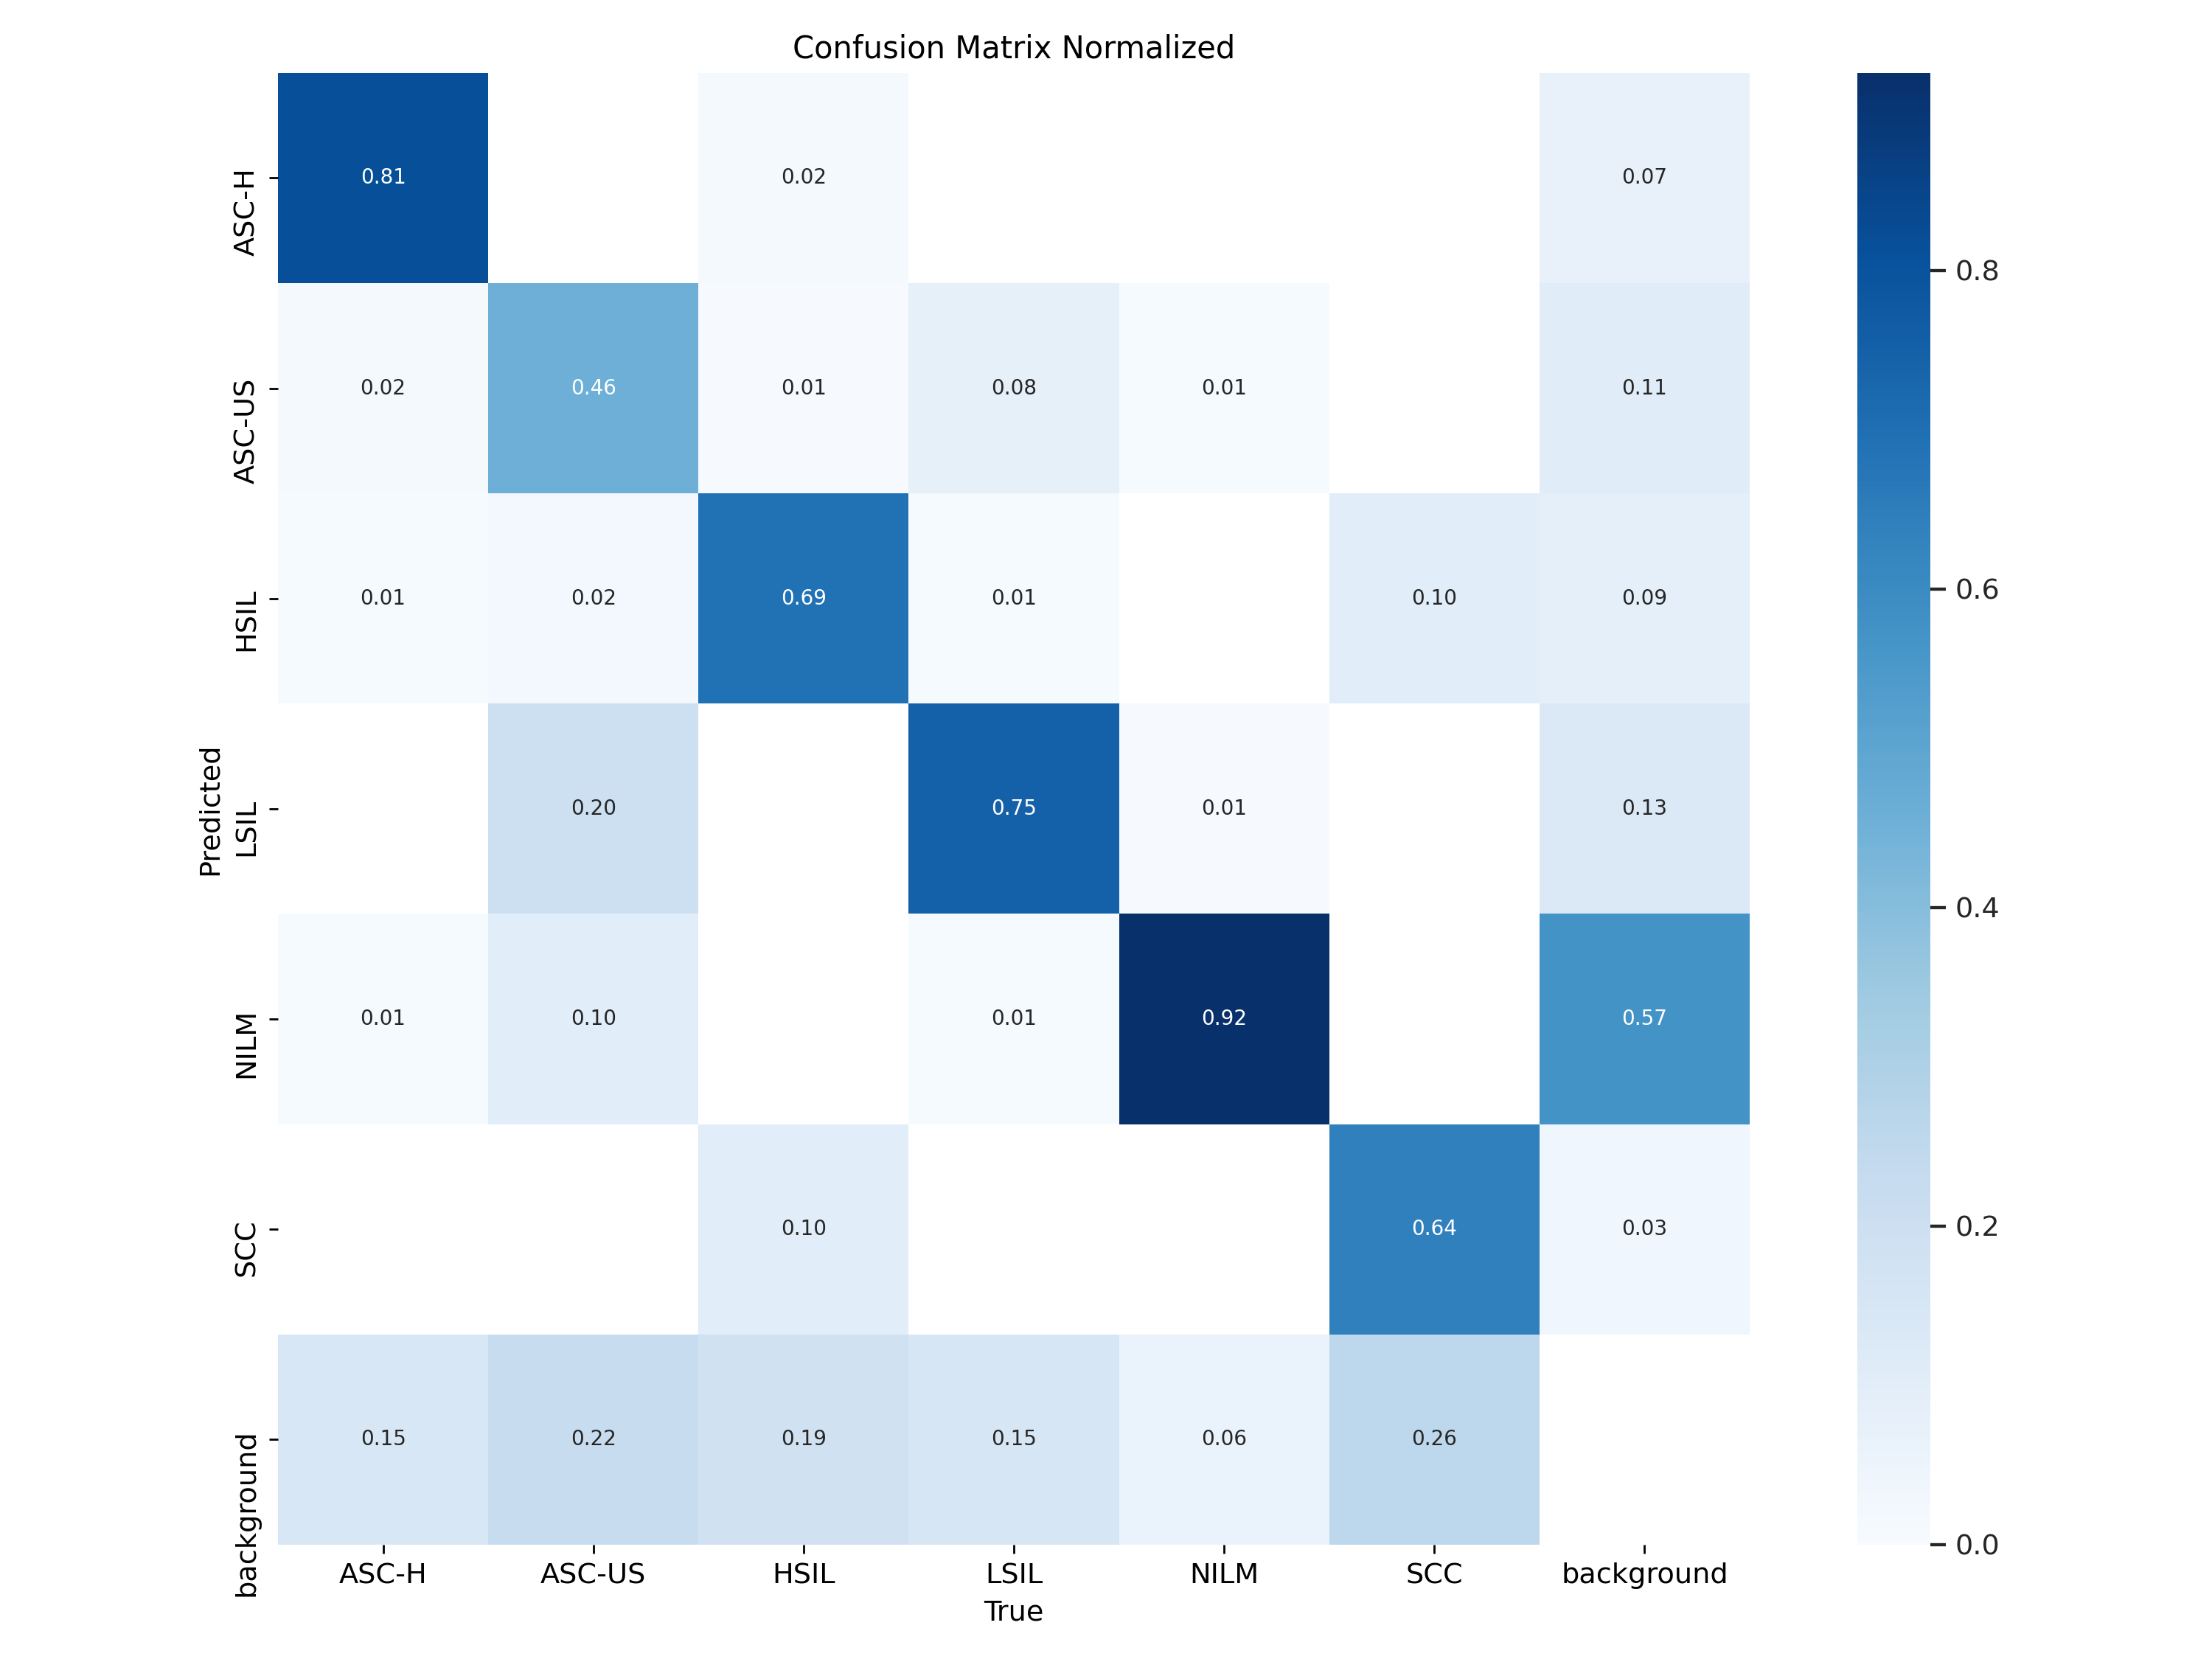 Confusion Matrix Normalized
ASC-H
0.81
0.02
0.07
ASC-US
0.02
0.46
0.01
0.08
0.01
0.11
HSIL
0.01
0.02
0.69
0.01
0.10
0.09
Predicted
LSIL
0.20
0.75
0.01
0.13
NILM
0.01
0.10
0.01
0.92
0.57
SCC
0.10
0.64
0.03
background
0.15
0.22
0.19
0.15
0.06
0.26
ASC-H
ASC-US
HSIL
LSIL
NILM
SCC
background
True
0.8
0.6
0.4
0.2
0.0